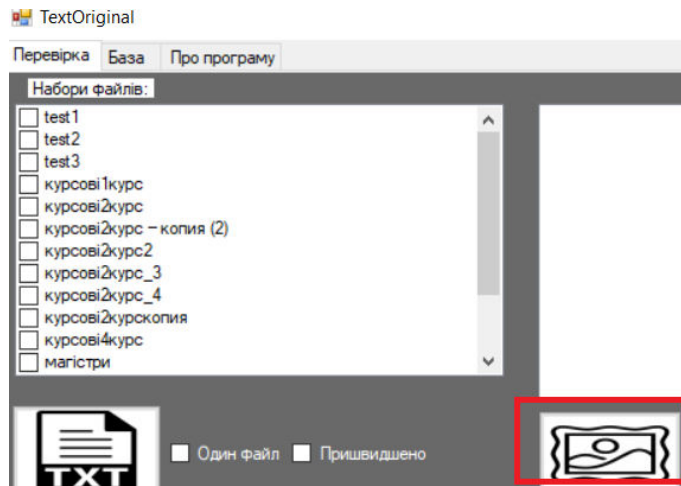 TextOriginal
Перевірка База Про програму
Набори файлів:
test1
test2
test3
курсові1курс
курсові2курс
курсові2курс – копия (2)
курсові2курс2
курсові2курс_3
курсові2курс_4
курсові2курскопия
курсові4курс
магістри
TXT
Один файл Пришвидшено